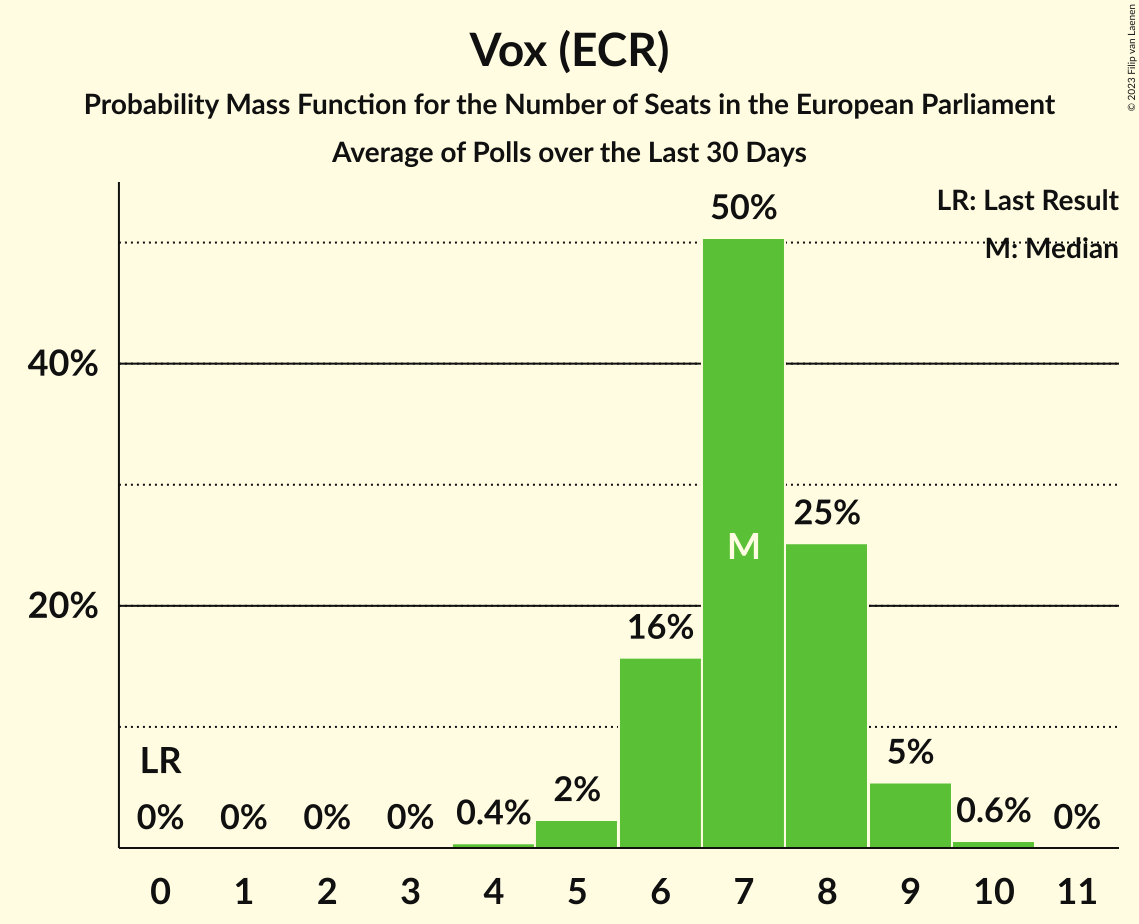 © 2023 Filip van Laenen
Vox (ECR)
Probability Mass Function for the Number of Seats in the European Parliament
Average of Polls over the Last 30 Days
LR: Last Result
M: Median
50%
40%
25%
M
20%
16%
LR
5%
2%
0% 0% 0% 0% 0.4% 0.6% 0%
0 1 2 3 4 5 6 7 8 9 10 11